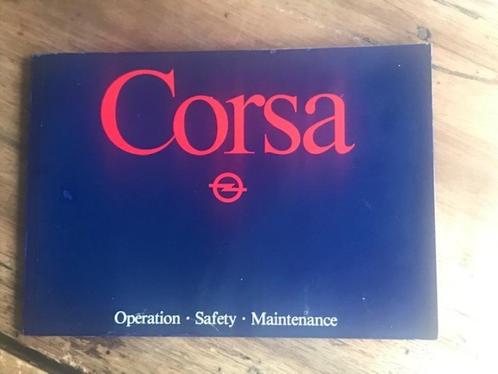 Corsa
Operation · Safety · Maintenance